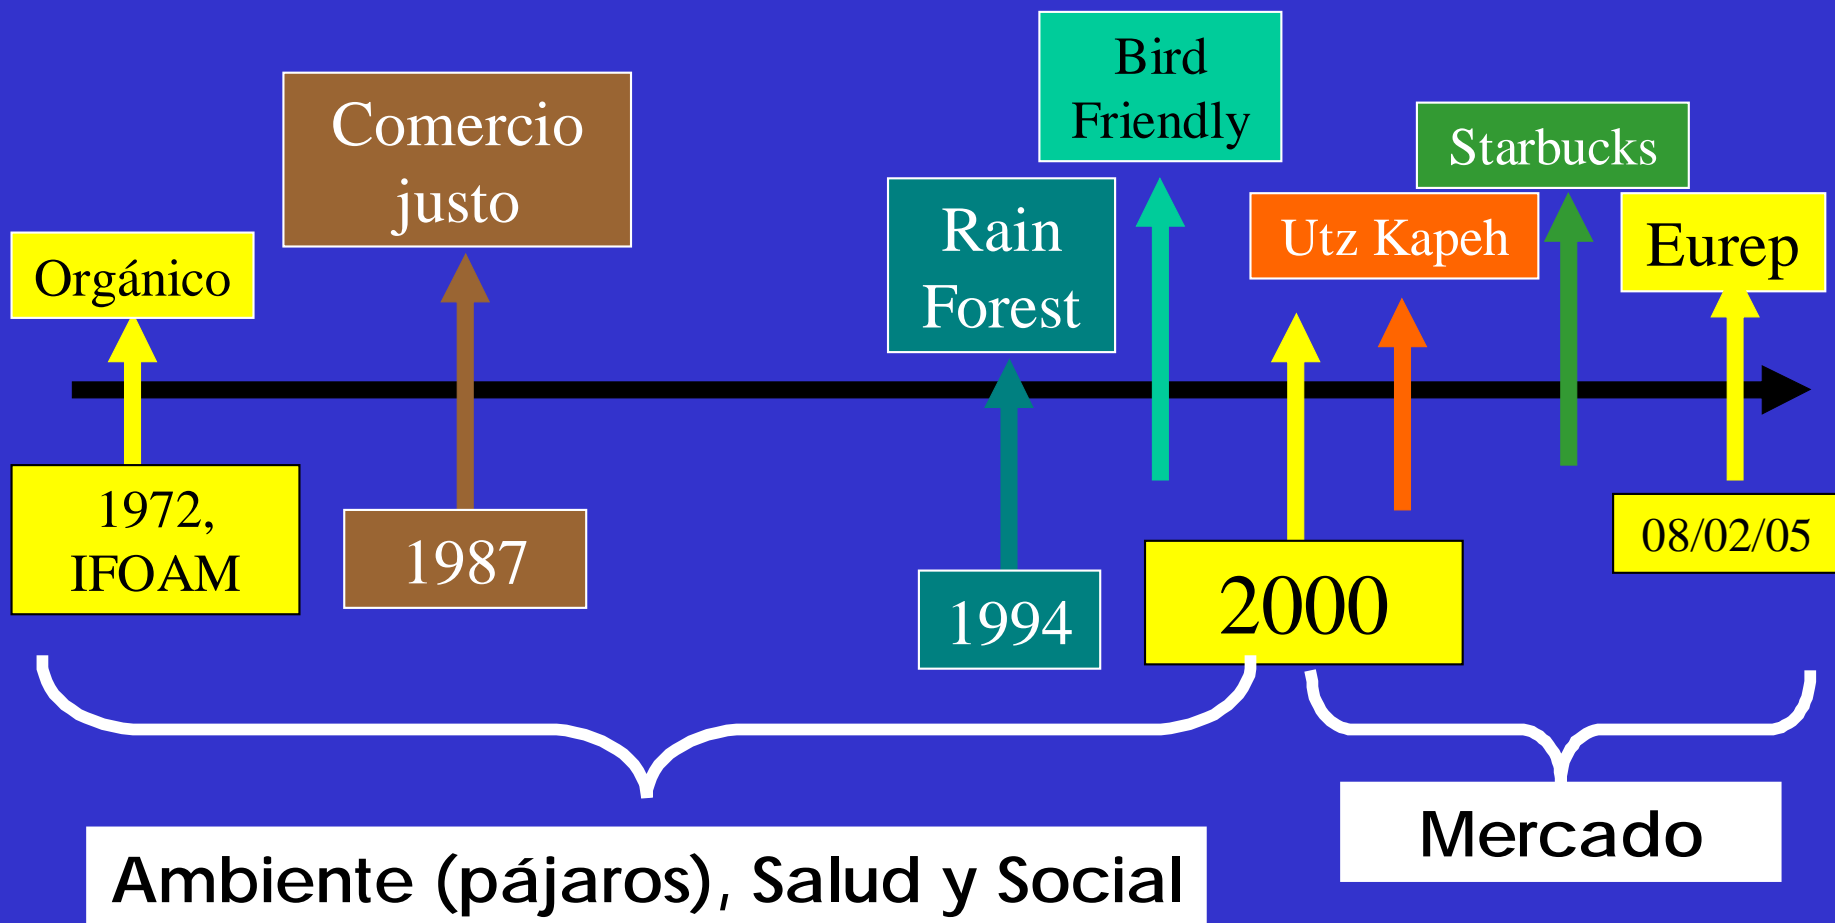 Bird
Friendly
Comercio
justo
Starbucks
Rain
Forest
Utz Kapeh
Eurep
Orgánico
1972,
IFOAM
1987
1994
2000
08/02/05
Mercado
Ambiente (pájaros), Salud y Social